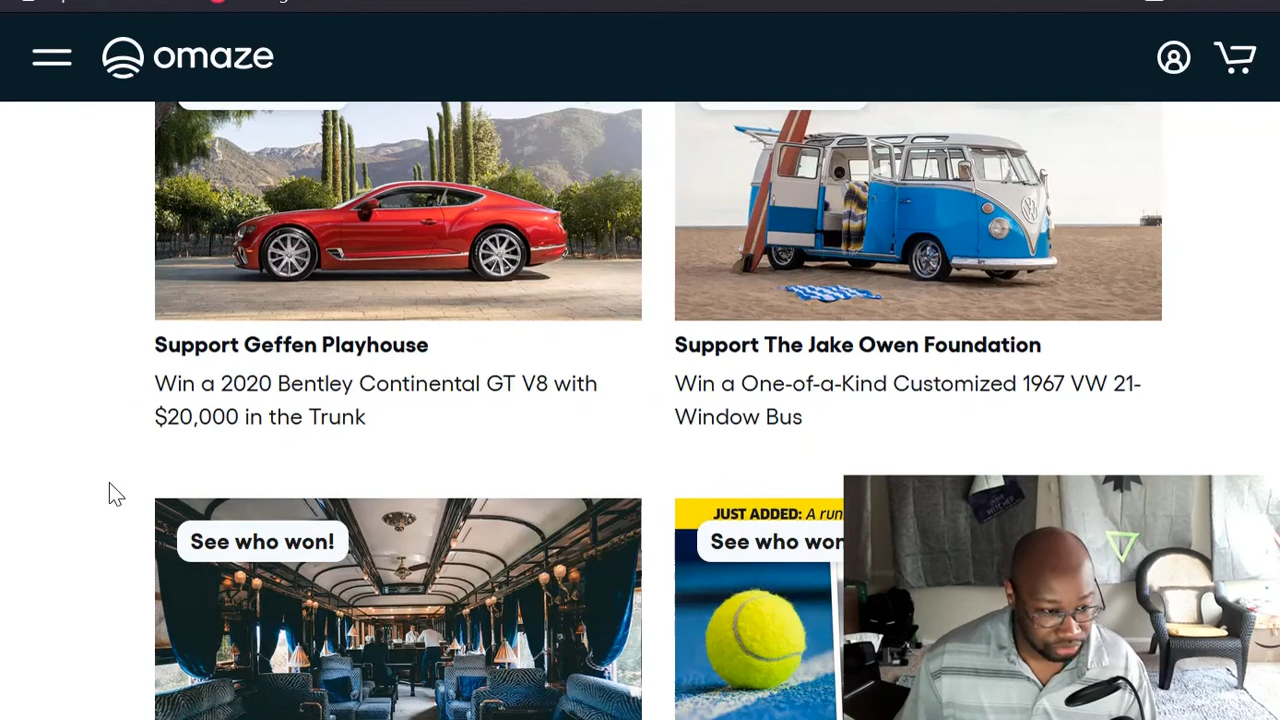 omaze
Support Geffen Playhouse
Win a 2020 Bentley Continental GT V8 with
$20,000 in the Trunk
Support The Jake Owen Foundation
Win a One-of-a-Kind Customized 1967 VW 21-
Window Bus
See who won!
JUST ADDED: A run
See who won